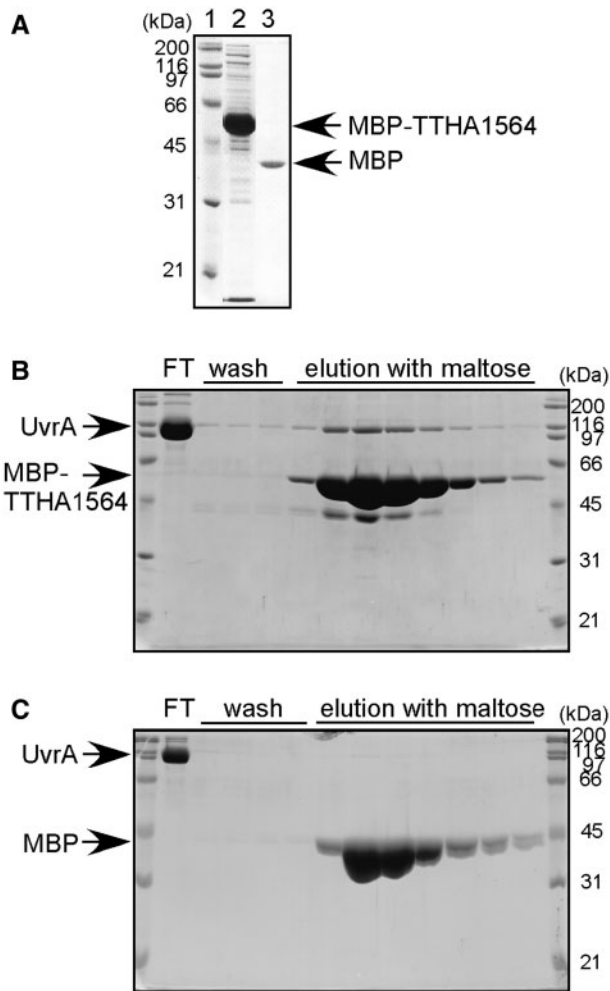 A
(kDa) 1 2 3
200
116
97
66
45
31
21
MBP-TTHA1564
MBP
B
FT wash elution with maltose (kDa)
UvrA
MBP-
TTHA1564
200
116
97
66
45
31
21
C
FT wash elution with maltose (kDa)
UvrA
MBP
200
116
97
66
45
31
21